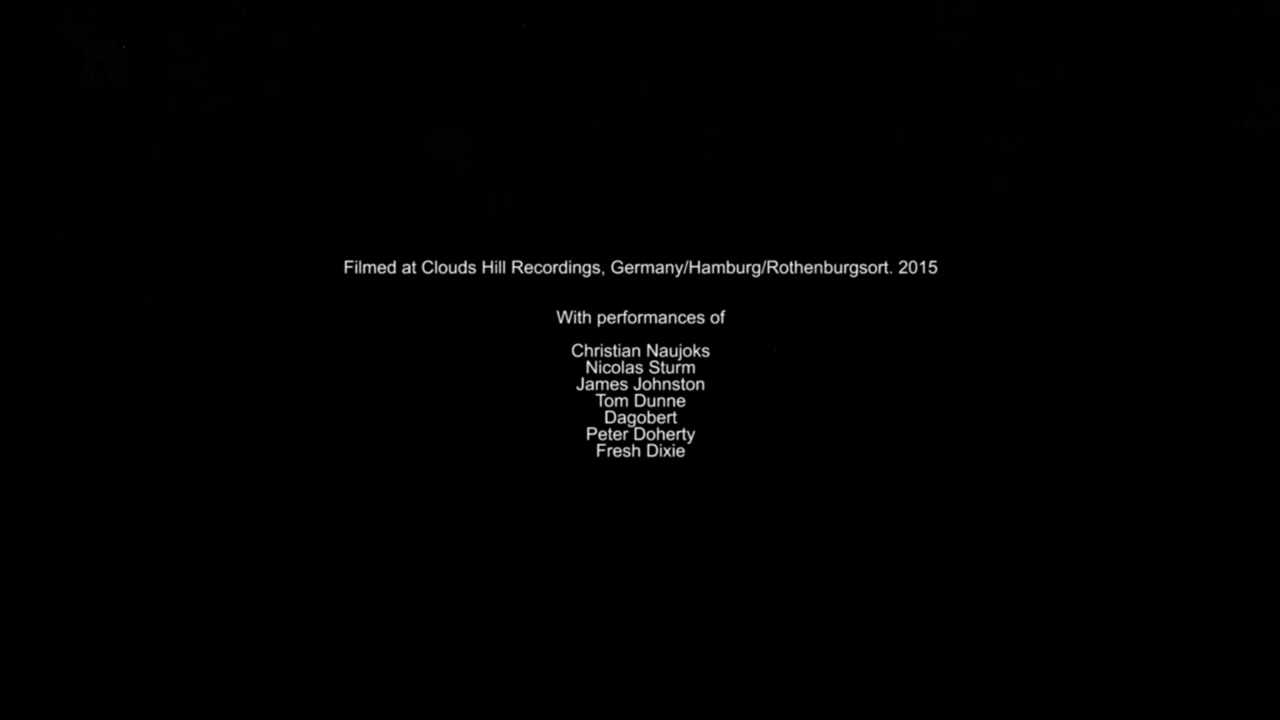 Filmed at Clouds Hill Recordings, Germany/Hamburg/Rothenburgsort. 2015
With performances of
Christian Naujoks
Nicolas Sturm
James Johnston
Tom Dunne
Dagobert
Peter Doherty
Fresh Dixie